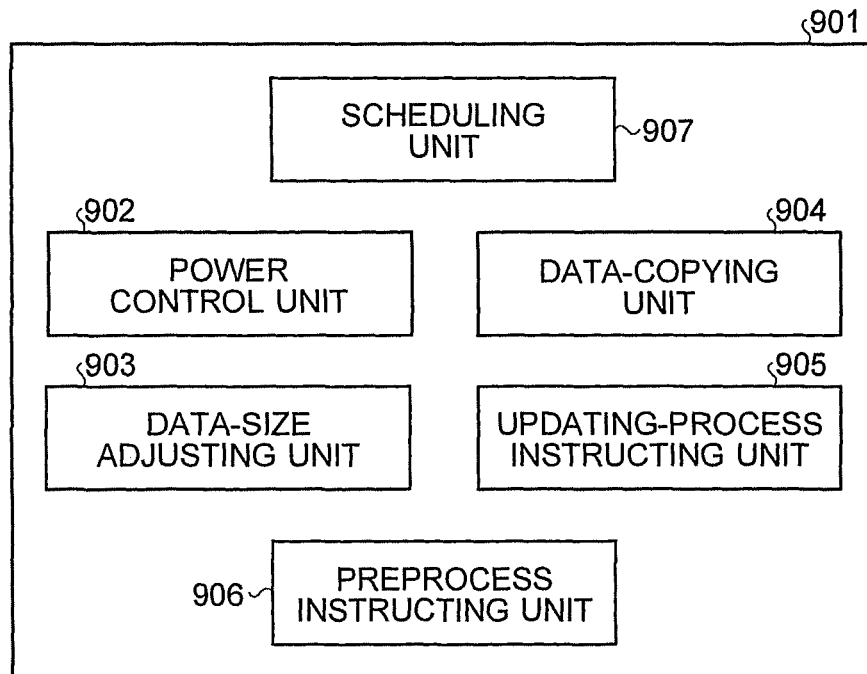 901
SCHEDULING
UNIT
907
902
POWER
CONTROL UNIT
904
DATA-COPYING
UNIT
903
DATA-SIZE
ADJUSTING UNIT
905
UPDATING-PROCESS
INSTRUCTING UNIT
906
PREPROCESS
INSTRUCTING UNIT